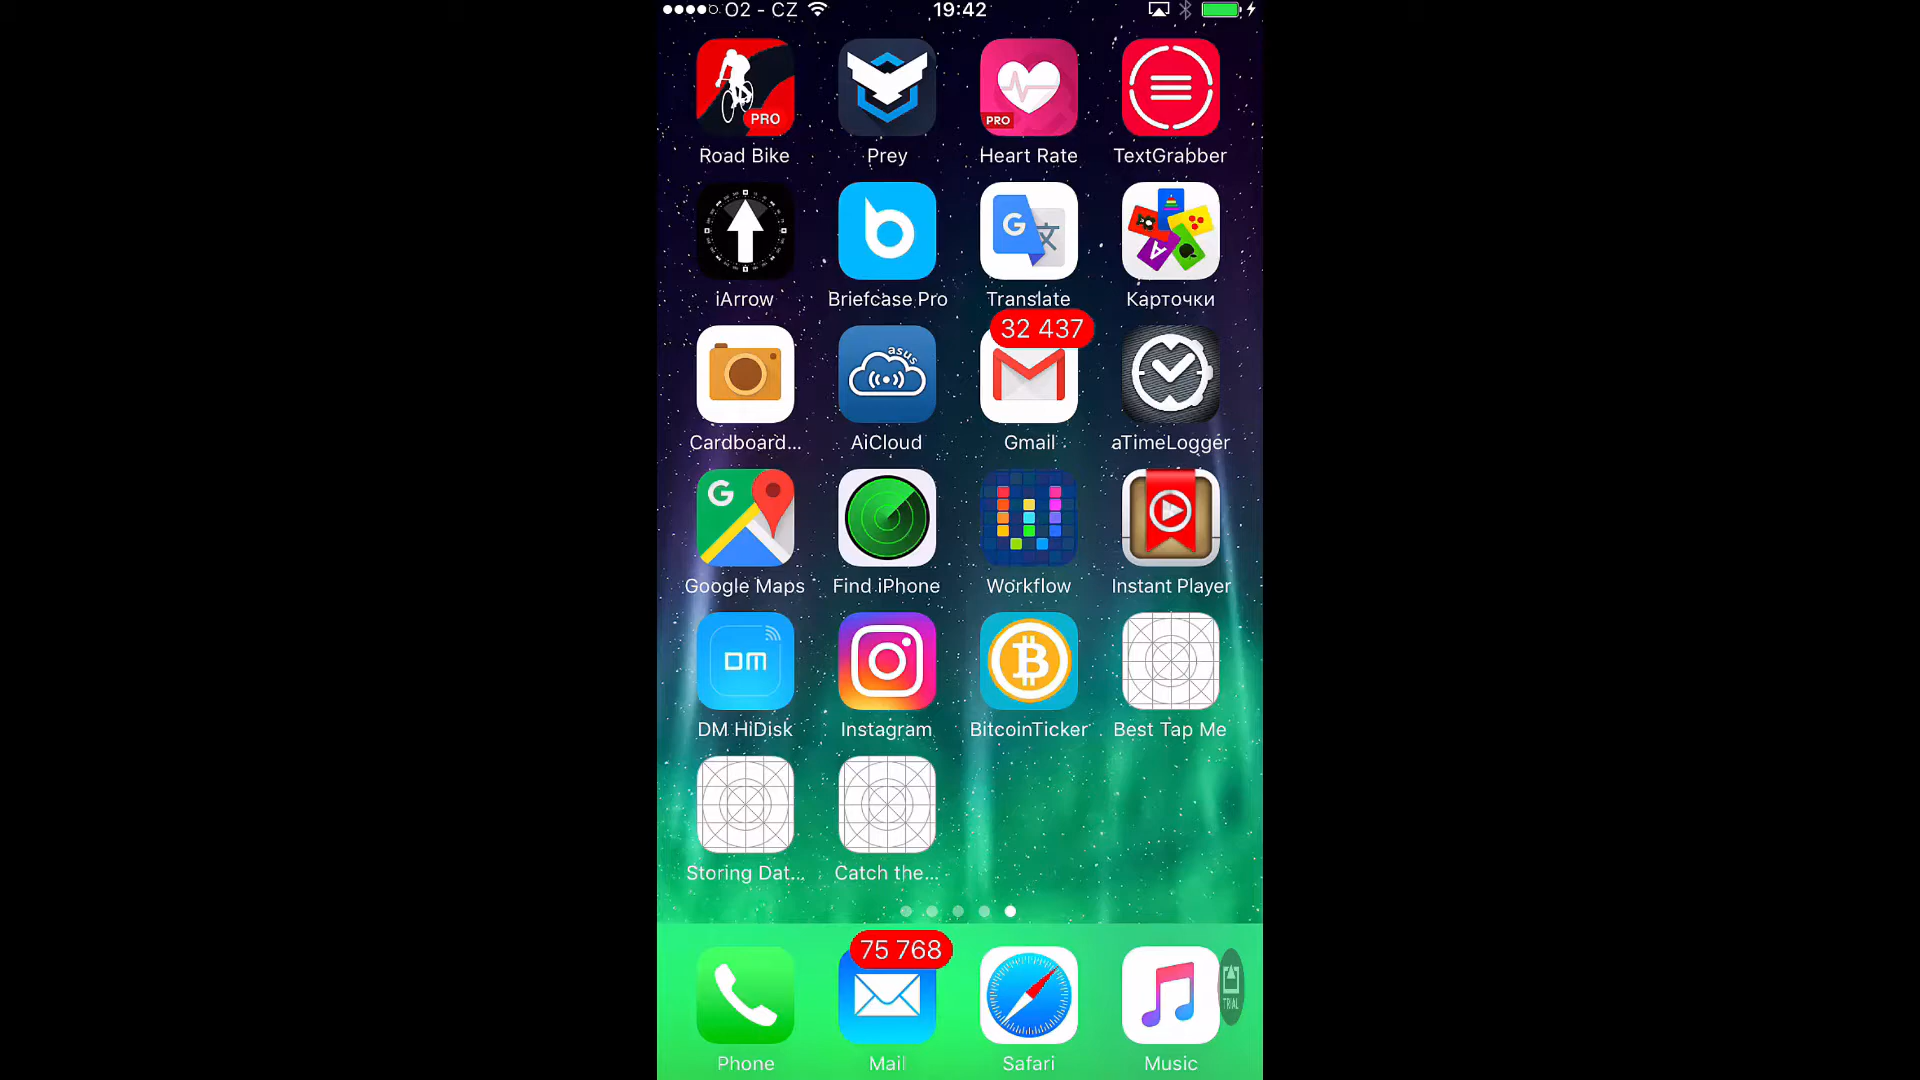 O2 - CZ 19:42
PRO PRO
Road Bike Prey Heart Rate TextGrabber
iArrow Briefcase Pro Translate Карточки
32 437
asus
Cardboard... AiCloud Gmail aTimeLogger
G
Google Maps Find iPhone Workflow Instant Player
DM
DM HiDisk Instagram BitcoinTicker Best Tap Me
Storing Dat... Catch the...
75 768
TRIAL
Phone Mail Safari Music